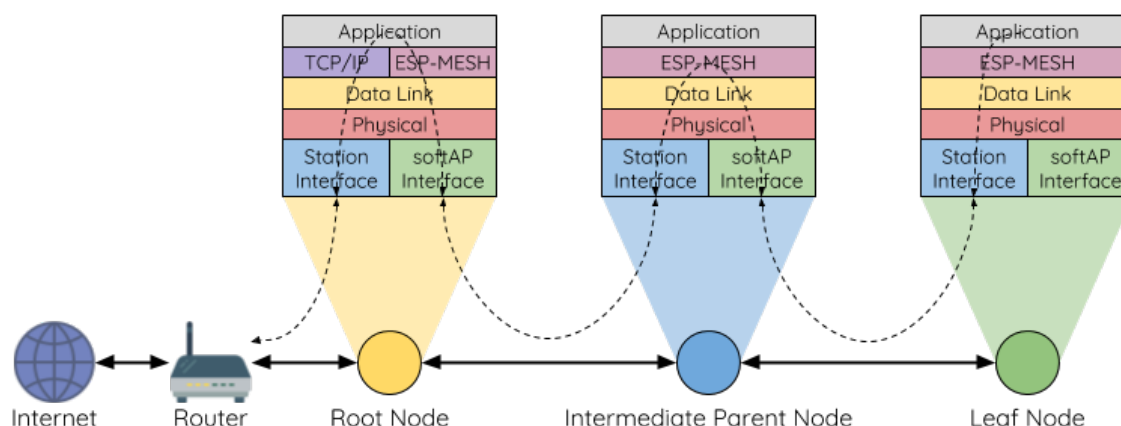 Application
TCP/IP
ESP-MESH
Data Link
Physical
Station
Interface
softAP
Interface
Application
ESP-MESH
Data Link
Physical
Station
Interface
softAP
Interface
Application
ESP-MESH
Data Link
Physical
Station
Interface
softAP
Interface
Internet
Router
Root Node
Intermediate Parent Node
Leaf Node